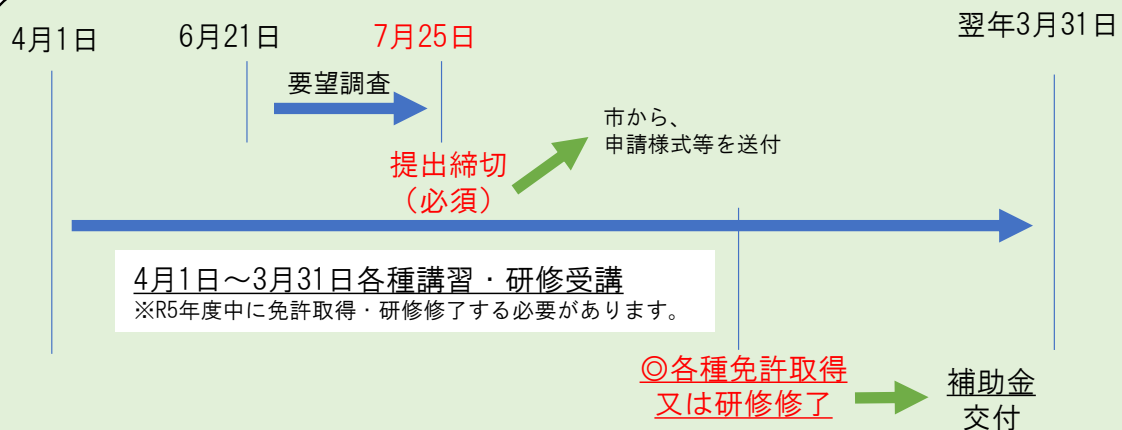 4月1日
6月21日
7月25日
翌年3月31日
要望調査
市から、
申請様式等を送付
提出締切
（必須）
4月1日～3月31日各種講習・研修受講
※R5年度中に免許取得・研修修了する必要があります。
◎各種免許取得
又は研修修了
補助金
交付